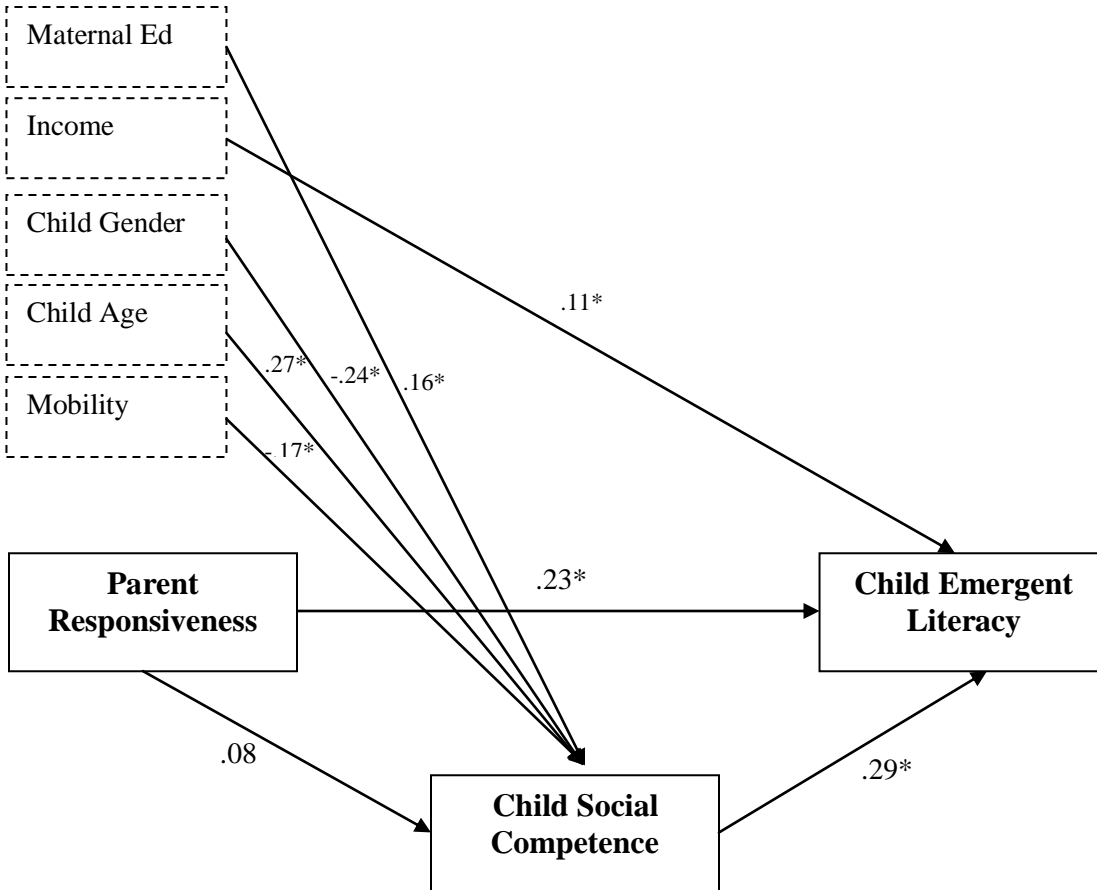 Maternal Ed
Income
Child Gender
Child Age
Mobility
.11*
.27*
-.24*
.16*
-.17*
Parent
Responsiveness
.23*
Child Emergent
Literacy
.08
.29*
Child Social
Competence